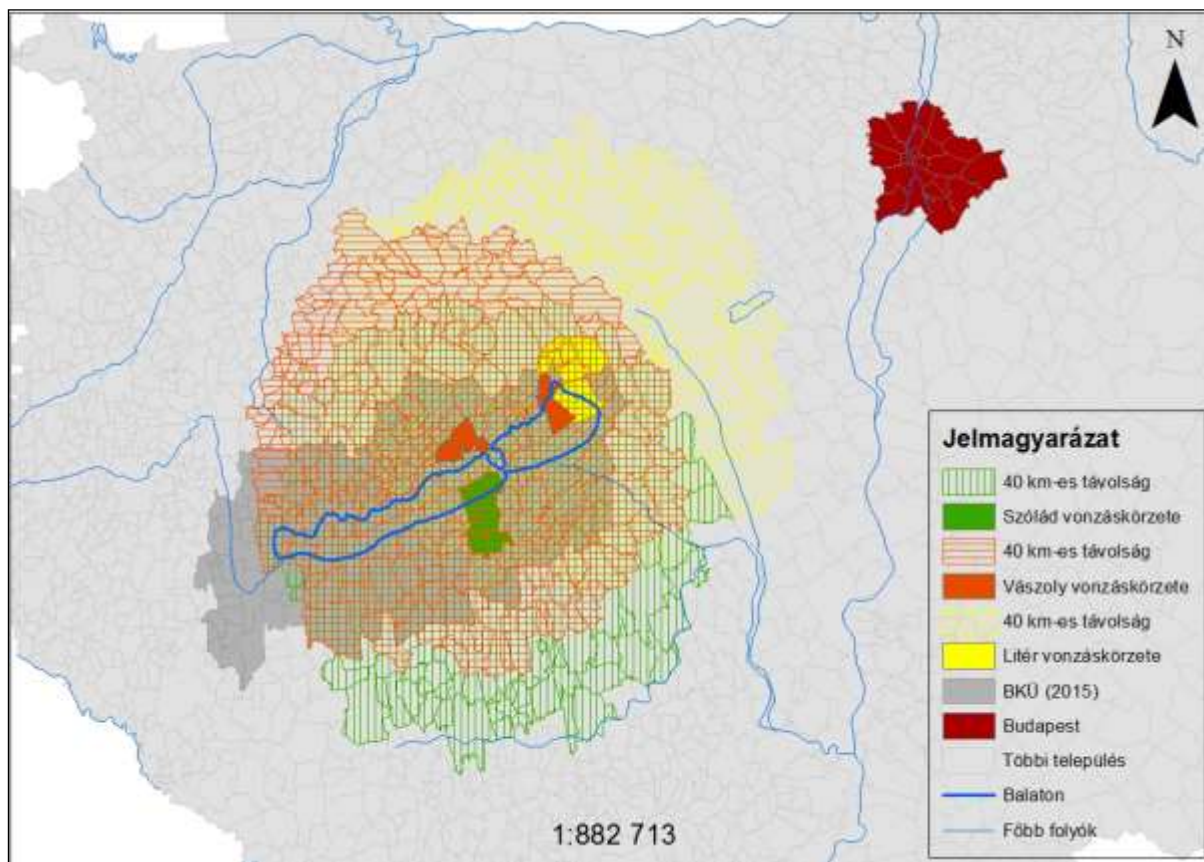 N
Jelmagyarázat
40 km-es távolság
Szólád vonzáskörzete
40 km-es távolság
Vászoly vonzáskörzete
40 km-es távolság
Litér vonzáskörzete
BKÜ (2015)
Budapest
Többi település
Balaton
Főbb folyók
1:882 713